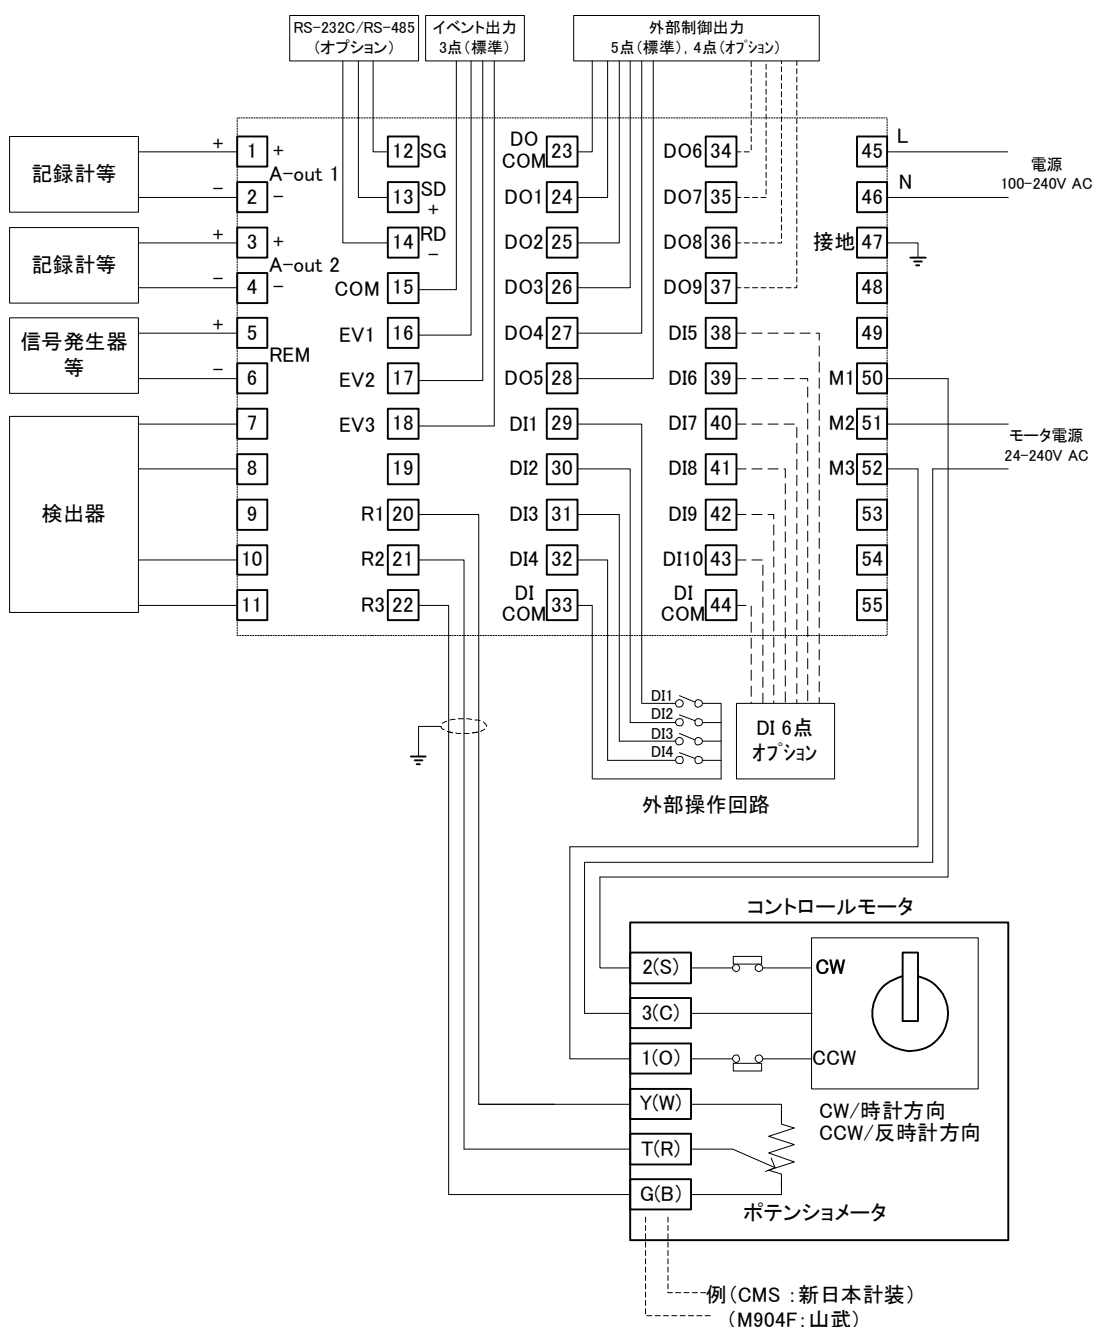 RS-232C/RS-485
(オプション)
イベント出力
3点(標準)
外部制御出力
5点(標準), 4点(オプション)
記録計等
+
-
記録計等
+
-
信号発生器
等
+
-
検出器
1 +
A-out 1
2 -
3 +
A-out 2
4 -
5
REM
6
7
8
9
10
11
12 SG
13 SD
+
14 RD
-
COM 15
EV1 16
EV2 17
EV3 18
19
R1 20
R2 21
R3 22
DO
COM 23
DO1 24
DO2 25
DO3 26
DO4 27
DO5 28
DI1 29
DI2 30
DI3 31
DI4 32
DI
COM 33
DO6 34
DO7 35
DO8 36
DO9 37
DI5 38
DI6 39
DI7 40
DI8 41
DI9 42
DI10 43
DI
COM 44
45 L
46 N
接地 47
48
49
M1 50
M2 51
M3 52
53
54
55
電源
100-240V AC
モータ電源
24-240V AC
DI1
DI2
DI3
DI4
外部操作回路
DI 6点
オプション
コントロールモータ
2(S)
3(C)
1(O)
Y(W)
T(R)
G(B)
CW
CCW
CW/時計方向
CCW/反時計方向
ポテンショメータ
例(CMS :新日本計装)
(M904F:山武)